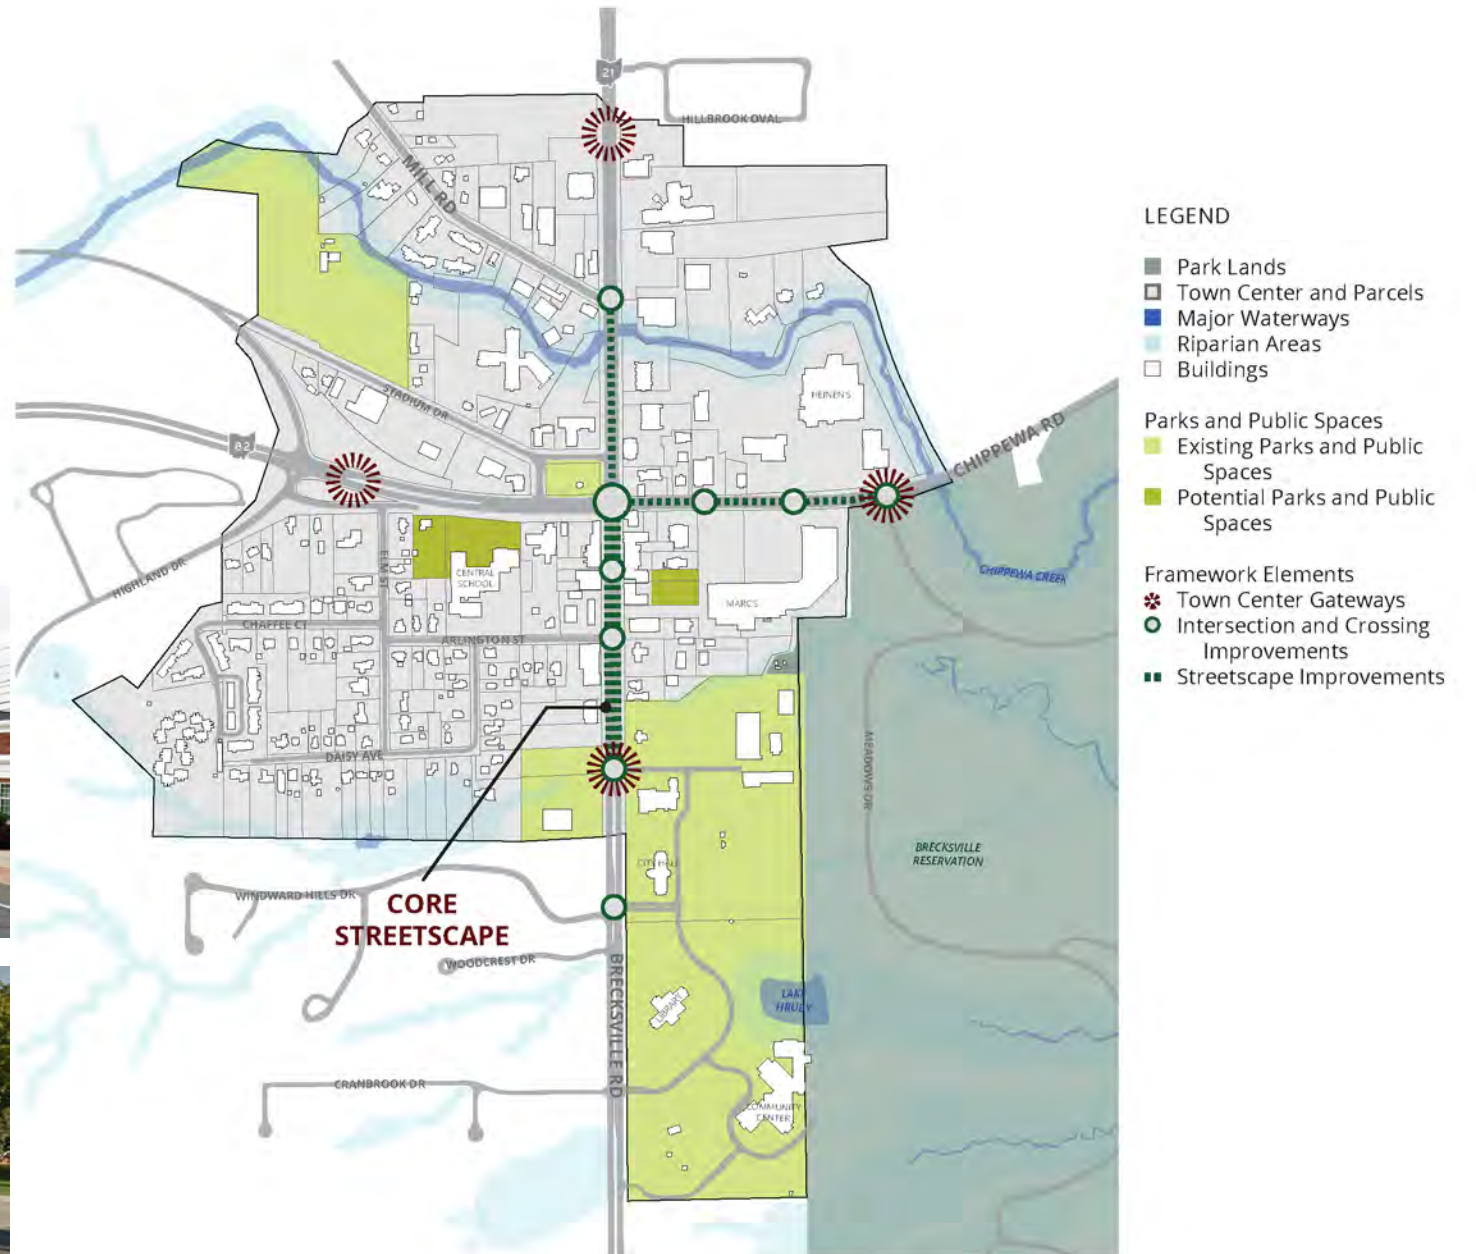 21
HILLBROOK OVAL
MILL RD
LEGEND
Park Lands
Town Center and Parcels
Major Waterways
Riparian Areas
Buildings
Parks and Public Spaces
Existing Parks and Public
Spaces
Potential Parks and Public
Spaces
Framework Elements
Town Center Gateways
Intersection and Crossing
Improvements
Streetscape Improvements
STADIUM DR
HEINEN'S
82
CHIPPEWA RD
HIGHLAND DR
ELM ST
CENTRAL
SCHOOL
CHIPPEWA CREEK
MARC'S
CHAFFEE CT
ARLINGTON ST
DAISY AVE
MEADOWS DR
BRECKSVILLE
RESERVATION
CITY HALL
WINDWARD HILLS DR
CORE
STREETSCAPE
WOODCREST DR
BRECKSVILLE RD
LIBRARY
LAKE
HRUBY
CRANBROOK DR
COMMUNITY
CENTER